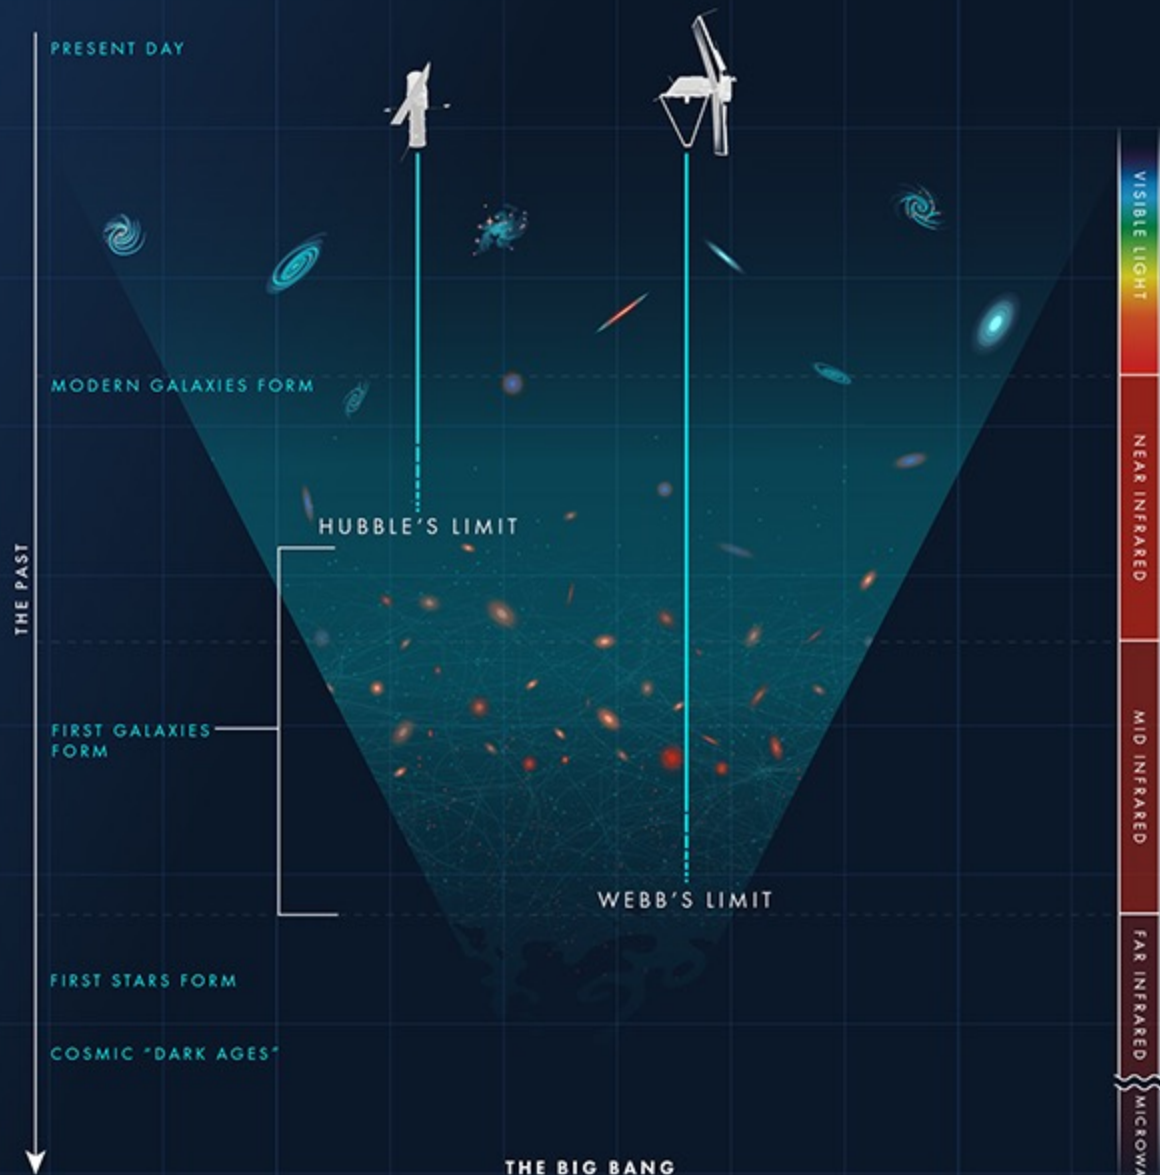 PRESENT DAY
VISIBLE LIGHT
MODERN GALAXIES FORM
NEAR INFRARED
HUBBLE'S LIMIT
THE PAST
FIRST GALAXIES
FORM
MID INFRARED
WEBB'S LIMIT
FIRST STARS FORM
FAR INFRARED
COSMIC “DARK AGES”
THE BIG BANG